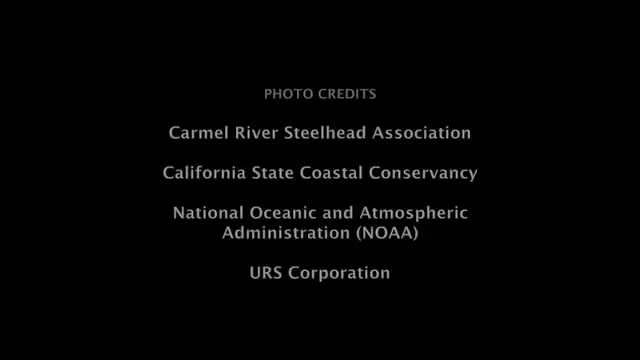 PHOTO CREDITS
Carmel River Steelhead Association
California State Coastal Conservancy
National Oceanic and Atmospheric
Administration (NOAA)
URS Corporation